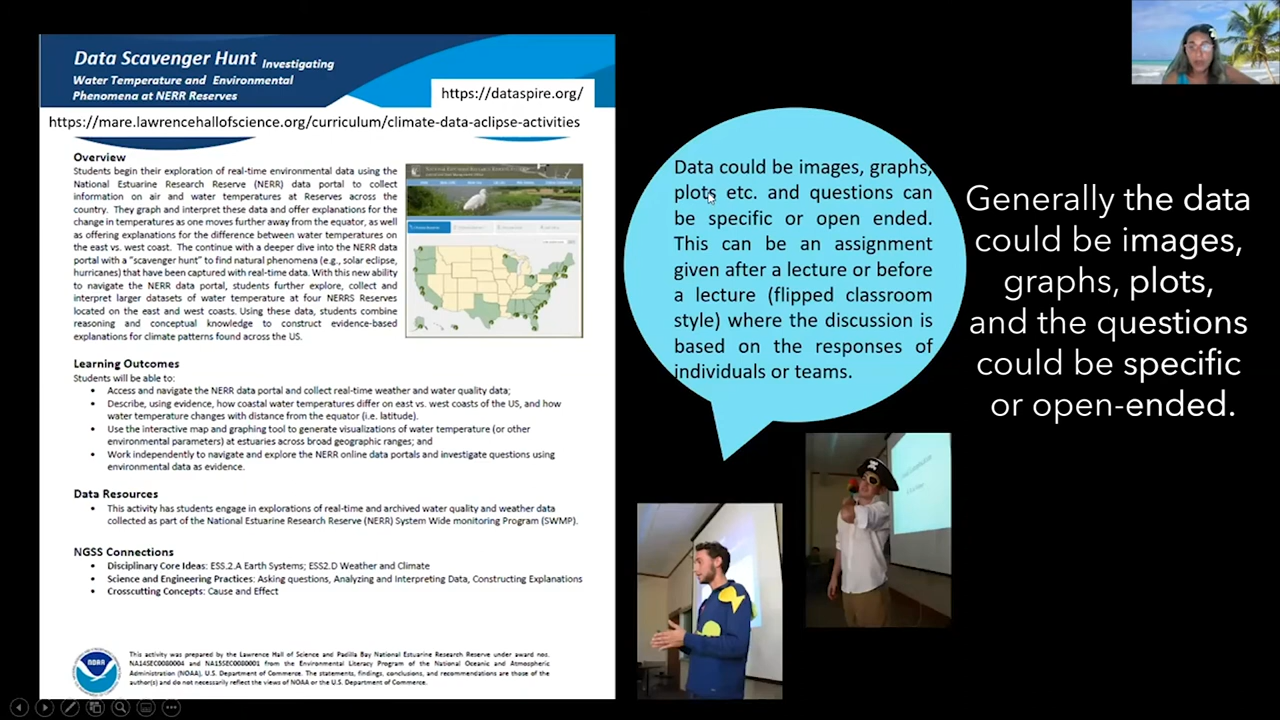 Data Scavenger Hunt Investigating
Water Temperature and Environmental
Phenomena at NERR Reserves
https://dataspire.org/
https://mare.lawrencehallofscience.org/curriculum/climate-data-aclipse-activities
Overview
Students begin their exploration of real-time environmental data using the
National Estuarine Research Reserve (NERR) data portal to collect
information on air and water temperatures at Reserves across the
country. They graph and interpret these data and offer explanations for the
change in temperatures as one moves further away from the equator, as well
as offering explanations for the difference between water temperatures on
the east vs. west coast. The continue with a deeper dive into the NERR data
portal with a "scavenger hunt" to find natural phenomena (e.g., solar eclipse,
hurricanes) that have been captured with real-time data. With this new ability
to navigate the NERR data portal, students further explore, collect and
interpret larger datasets of water temperature at four NERRS Reserves
located on the east and west coasts. Using these data, students combine
reasoning and conceptual knowledge to construct evidence-based
explanations for climate patterns found across the US.
Learning Outcomes
Students will be able to:
• Access and navigate the NERR data portal and collect real-time weather and water quality data;
• Describe, using evidence, how coastal water temperatures differ on east vs. west coasts of the US, and how
water temperature changes with distance from the equator (i.e. latitude).
• Use the interactive map and graphing tool to generate visualizations of water temperature (or other
environmental parameters) at estuaries across broad geographic ranges; and
• Work independently to navigate and explore the NERR online data portals and investigate questions using
environmental data as evidence.
Data Resources
• This activity has students engage in explorations of real-time and archived water quality and weather data
collected as part of the National Estuarine Research Reserve (NERR) System Wide monitoring Program (SWMP).
NGSS Connections
• Disciplinary Core Ideas: ESS.2.A Earth Systems; ESS2.D Weather and Climate
• Science and Engineering Practices: Asking questions, Analyzing and Interpreting Data, Constructing Explanations
• Crosscutting Concepts: Cause and Effect
NOAA
This activity was prepared by the Lawrence Hall of Science and Padilla Bay National Estuarine Research Reserve under award nos.
NA14SEC0080004 and NA15SEC0080001 from the Environmental Literacy Program of the National Oceanic and Atmospheric
Administration (NOAA), U.S. Department of Commerce. The statements, findings, conclusions, and recommendations are those of the
author(s) and do not necessarily reflect the views of NOAA or the U.S. Department of Commerce.
Data could be images, graphs,
plots etc. and questions can
be specific or open ended.
This can be an assignment
given after a lecture or before
a lecture (flipped classroom
style) where the discussion is
based on the responses of
individuals or teams.
Generally the data
could be images,
graphs, plots,
and the questions
could be specific
or open-ended.